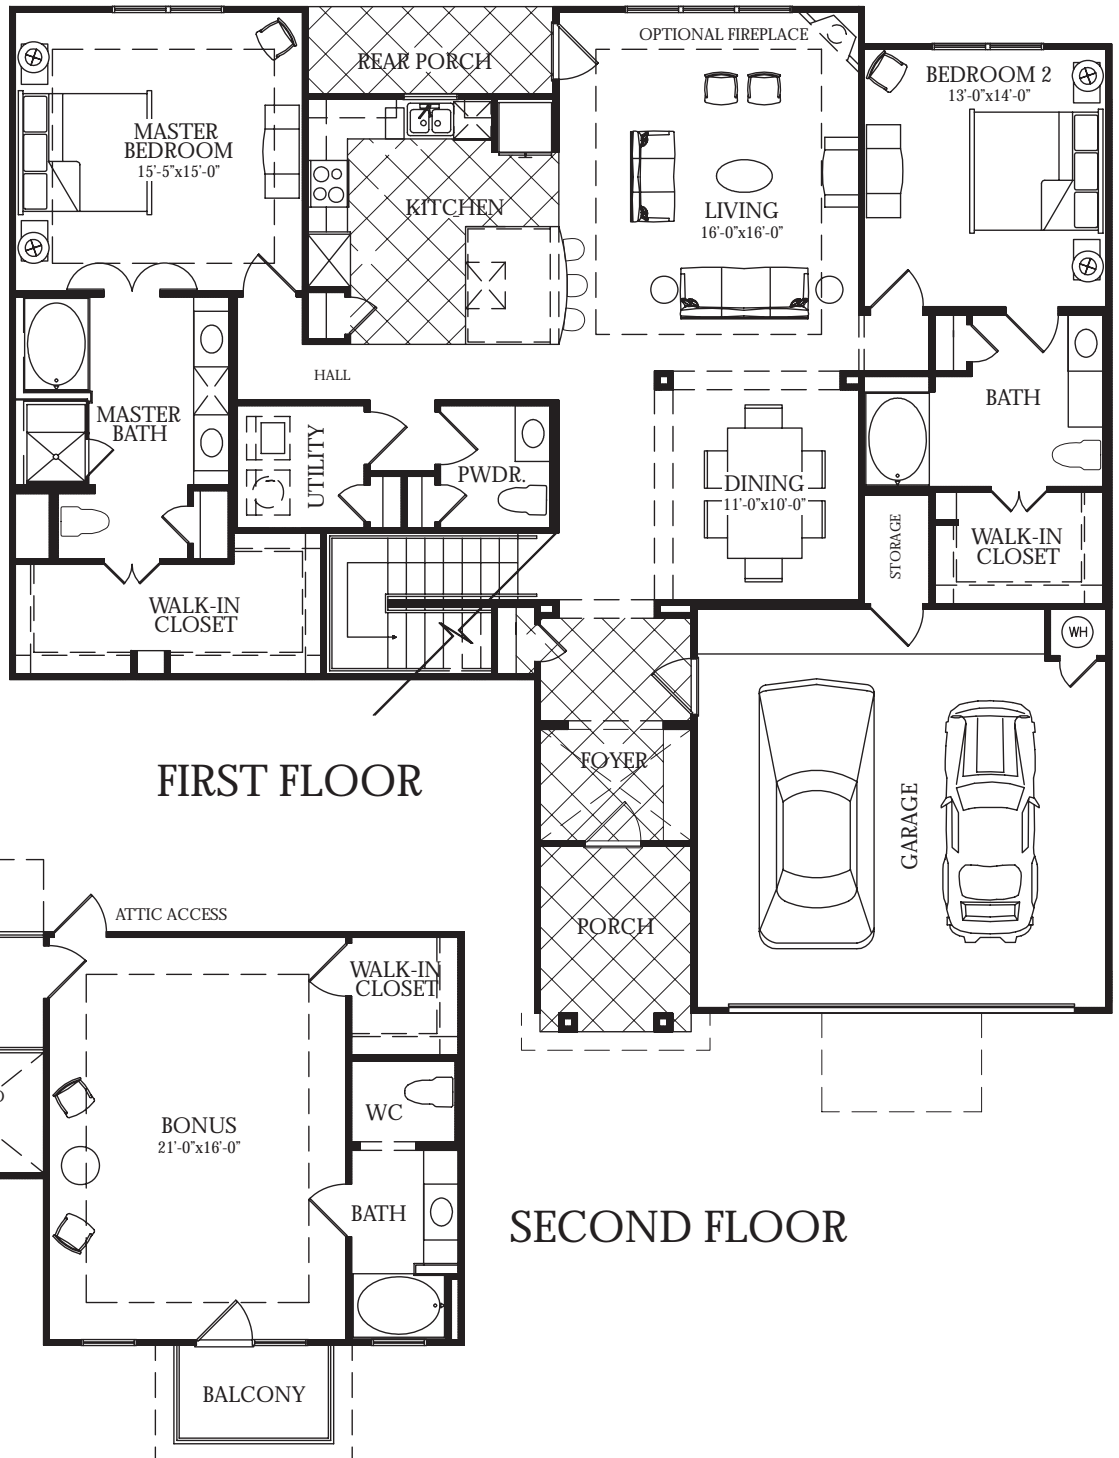 OPTIONAL FIREPLACE
REAR PORCH
BEDROOM 2
13'-0"x14'-0"
MASTER
BEDROOM
15'-5"x15'-0"
KITCHEN
LIVING
16'-0"x16'-0"
HALL
MASTER
BATH
UTILITY
PWDR.
DINING
11'-0"x10'-0"
BATH
STORAGE
WALK-IN
CLOSET
WALK-IN
CLOSET
WH
FOYER
GARAGE
PORCH
FIRST FLOOR
ATTIC ACCESS
WALK-IN
CLOSET
WC
BONUS
21'-0"x16'-0"
BATH
SECOND FLOOR
BALCONY